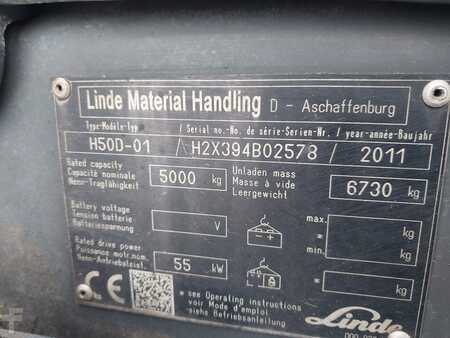 Linde Material Handling D - Aschaffenburg
Type-Modèle-Typ / Serial no.-No. de série-Serien-Nr. / year-année-Baujahr
H50D-01 / H2X394B02578 / 2011
Rated capacity
Capacité nominale 5000 kg
Nenn-Tragfähigkeit
Unladen mass
Masse à vide 6730 kg
Leergewicht
Battery voltage
Tension batterie V
Batteriespannung
max. kg
=
min. kg
Rated drive power
Puissance motr.nom. 55 kW
Nenn-Antriebsleist.
= kg
CE
→ see Operating instructions
voir Mode d'emploi
siehe Betriebsanleitung
Linde